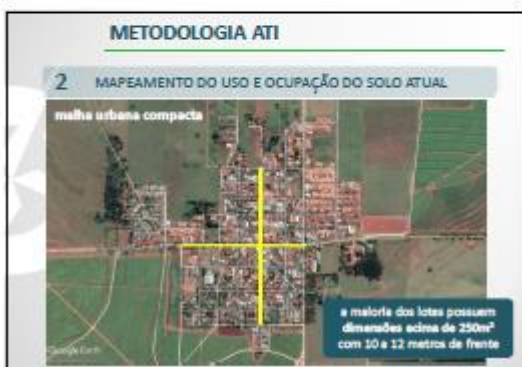 METODOLOGIA ATI
2 MAPEAMENTO DO USO E OCUPAÇÃO DO SOLO ATUAL
malha urbana compacta
a maioria dos lotes possuem
dimensões acima de 250m²
com 10 a 12 metros de frente
Google Earth